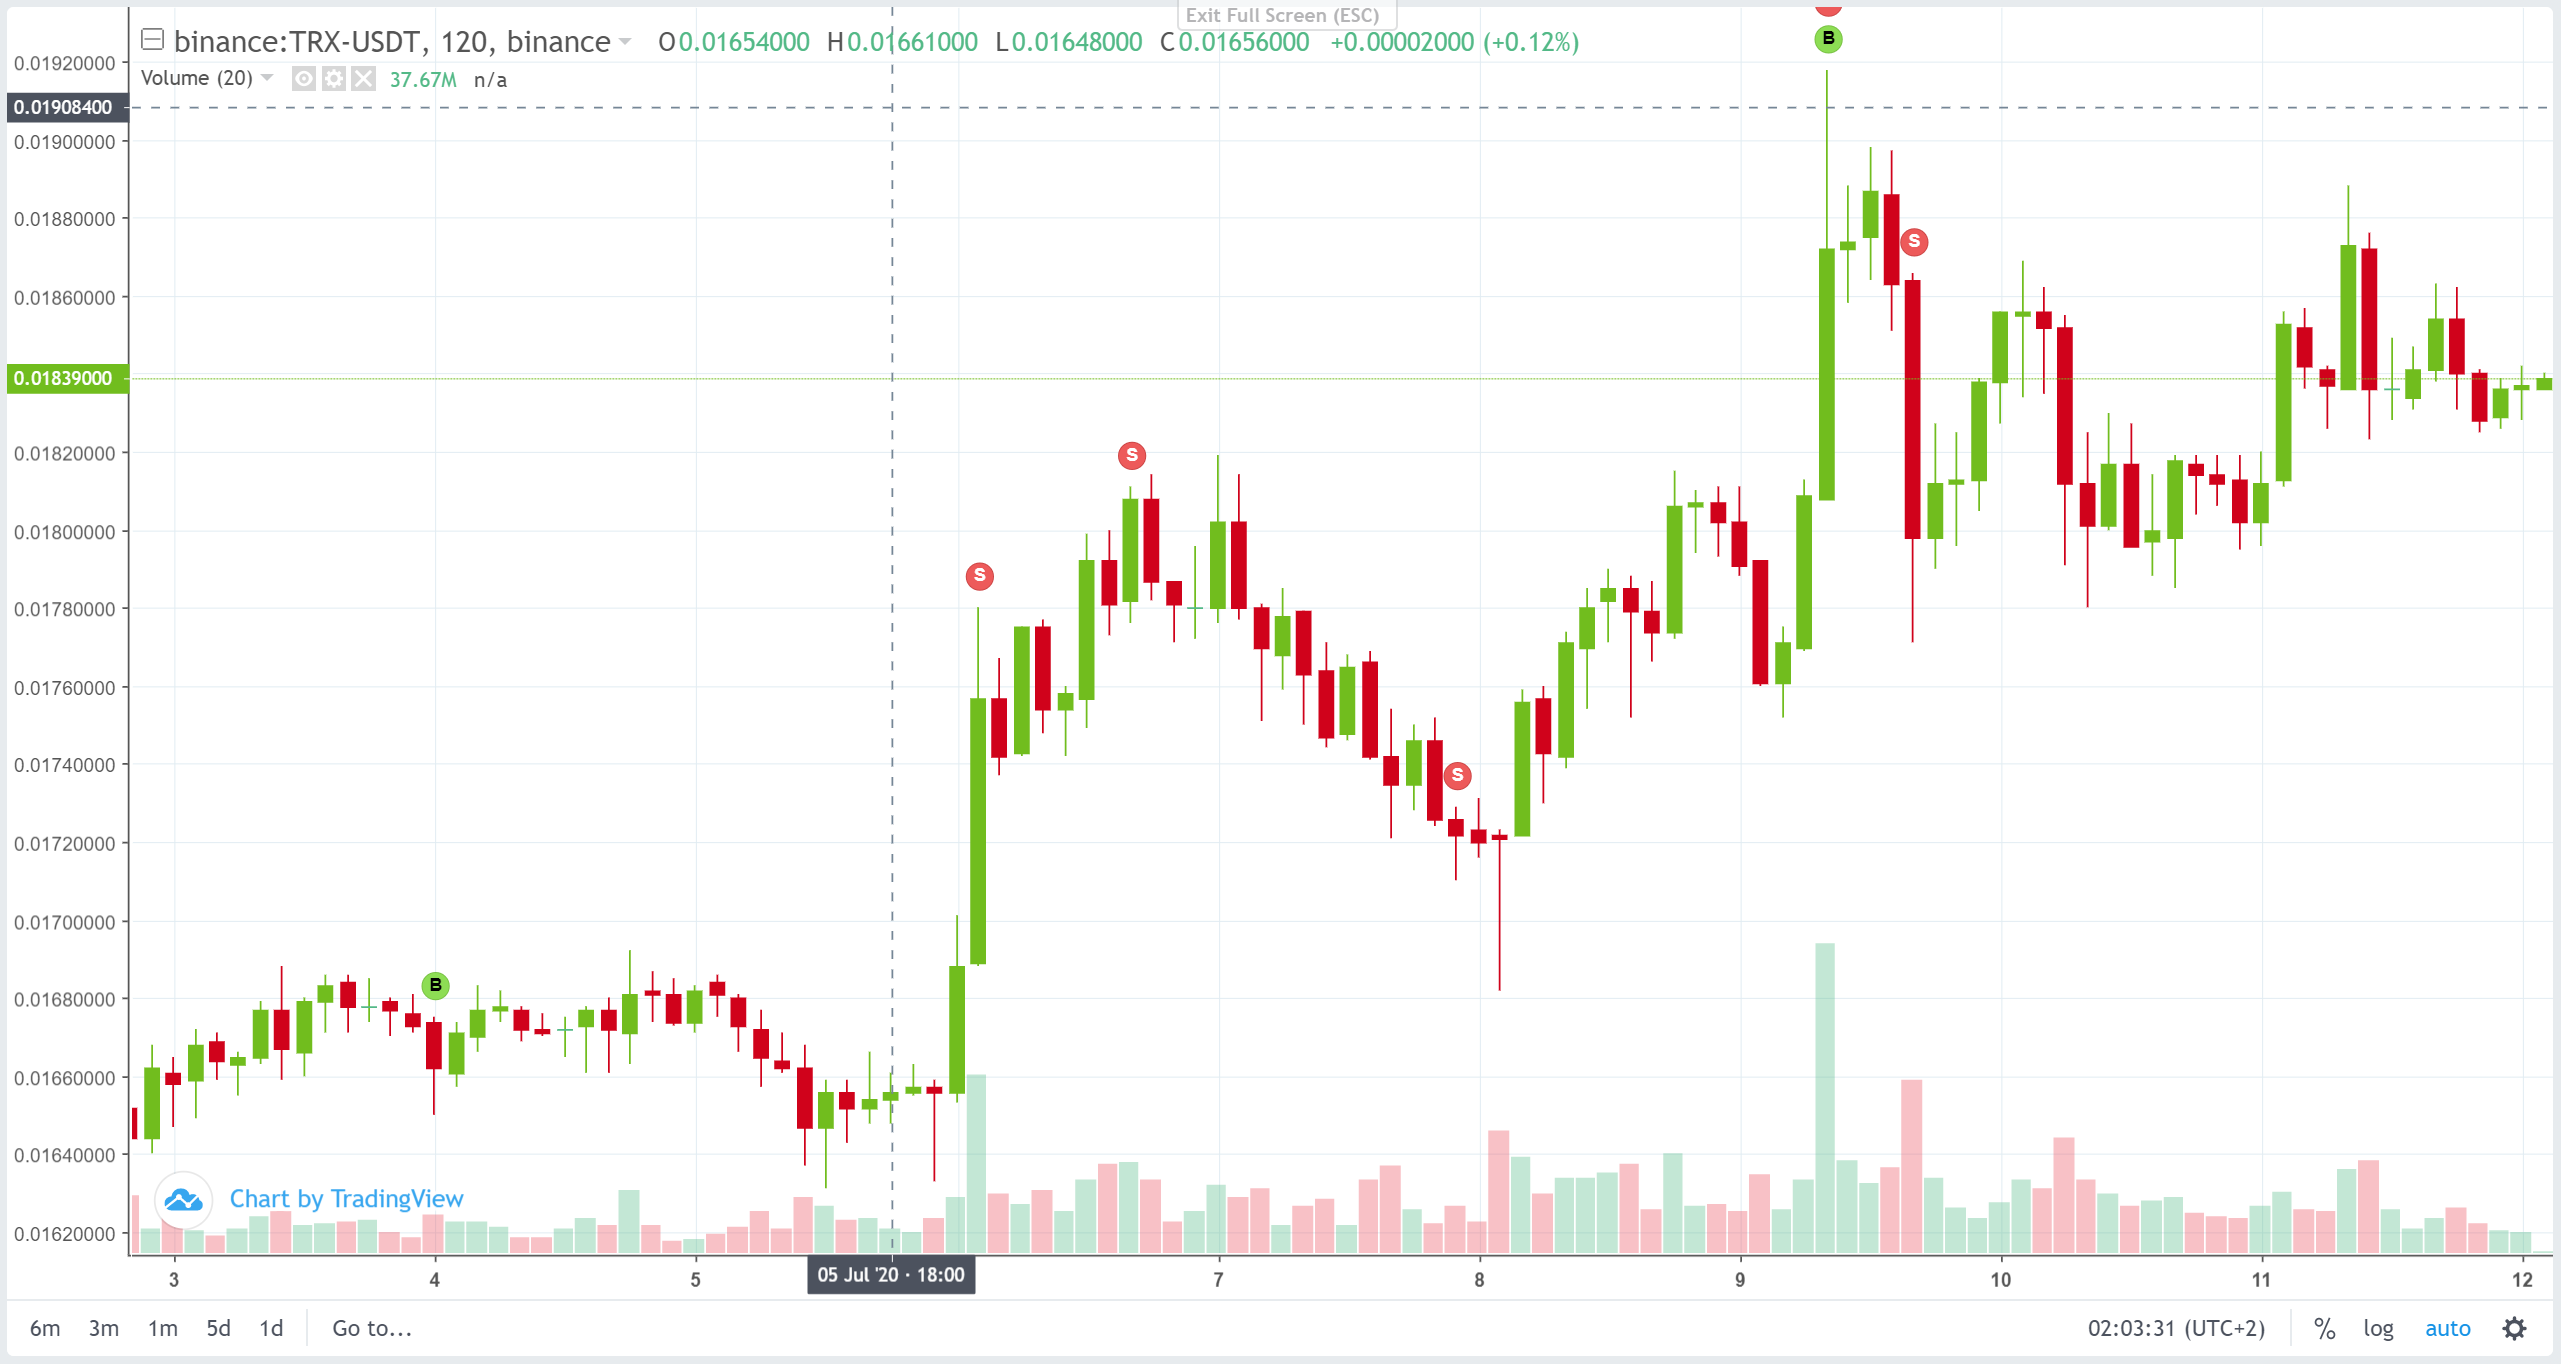 Exit Full Screen (ESC)
binance:TRX-USDT, 120, binance O0.01654000 H0.01661000 L0.01648000 C0.01656000 +0.00002000 (+0.12%)
Volume (20) 37.67M n/a
B
0.01920000
0.01908400
0.01900000
0.01880000
S
0.01860000
0.01839000
0.01820000
S
0.01800000
S
0.01780000
0.01760000
0.01740000
S
0.01720000
0.01700000
0.01680000
B
0.01660000
0.01640000
Chart by TradingView
0.01620000
3 4 5 05 Jul '20 · 18:00 7 8 9 10 11 12
6m 3m 1m 5d 1d Go to... 02:03:31 (UTC+2) % log auto